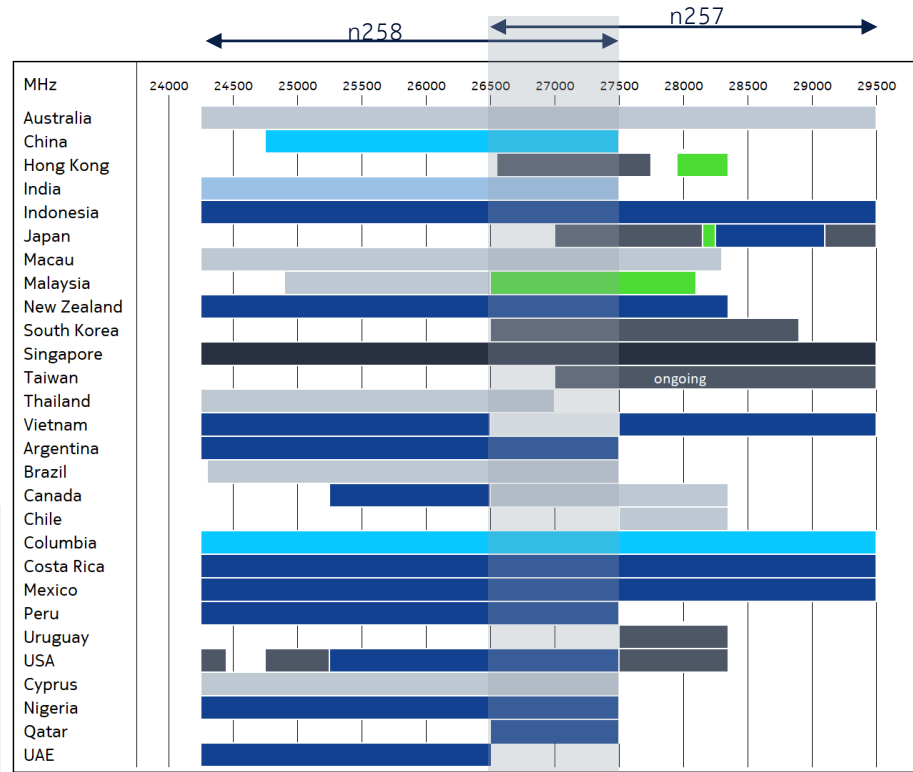 n258 n257
MHz 24000 24500 25000 25500 26000 26500 27000 27500 28000 28500 29000 29500
Australia
China
Hong Kong
India
Indonesia
Japan
Macau
Malaysia
New Zealand
South Korea
Singapore
Taiwan ongoing
Thailand
Vietnam
Argentina
Brazil
Canada
Chile
Columbia
Costa Rica
Mexico
Peru
Uruguay
USA
Cyprus
Nigeria
Qatar
UAE